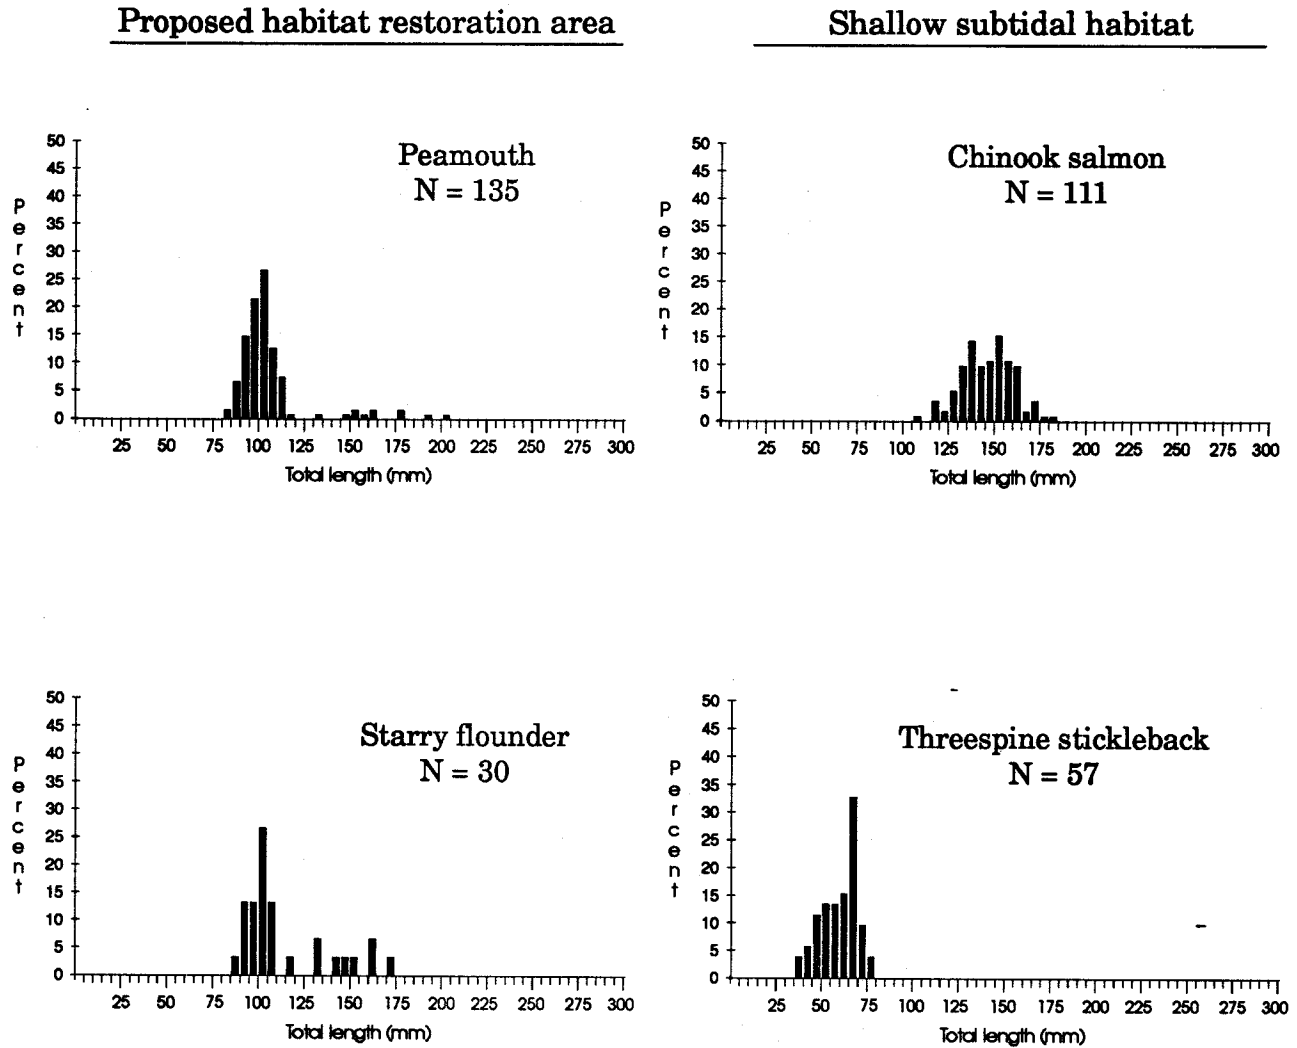 Proposed habitat restoration area
Shallow subtidal habitat
Peamouth
N = 135
Percent
50
45
40
35
30
25
20
15
10
5
0
25 50 75 100 125 150 175 200 225 250 275 300
Total length (mm)
Chinook salmon
N = 111
Percent
50
45
40
35
30
25
20
15
10
5
0
25 50 75 100 125 150 175 200 225 250 275 300
Total length (mm)
Starry flounder
N = 30
Percent
50
45
40
35
30
25
20
15
10
5
0
25 50 75 100 125 150 175 200 225 250 275 300
Total length (mm)
Threespine stickleback
N = 57
Percent
50
45
40
35
30
25
20
15
10
5
0
25 50 75 100 125 150 175 200 225 250 275 300
Total length (mm)